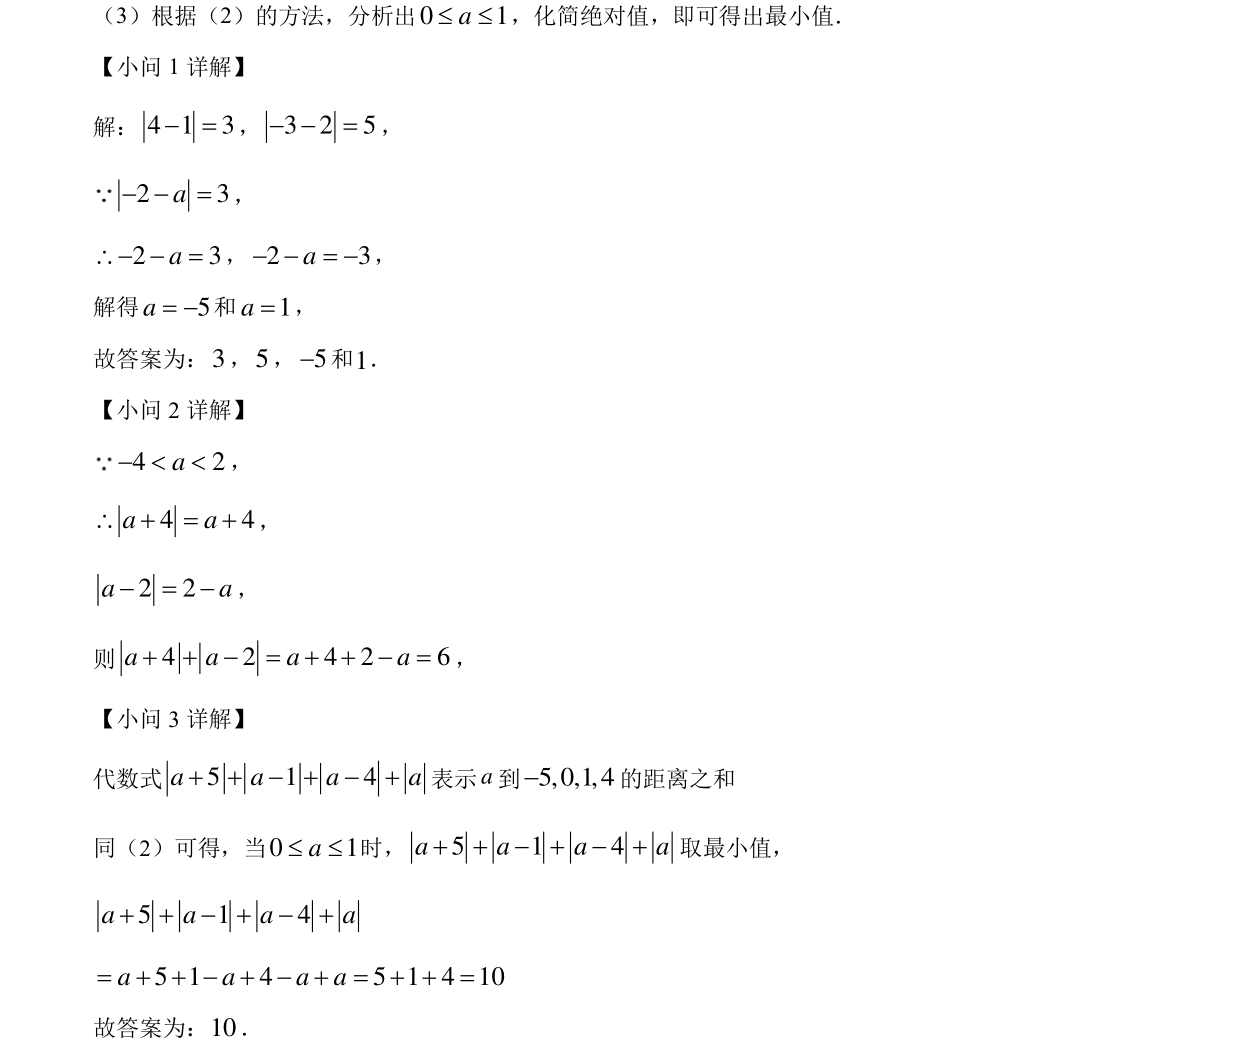 （3）根据（2）的方法，分析出0≤a≤1，化简绝对值，即可得出最小值．
【小问 1 详解】
解：|4−1|=3，|−3−2|=5，
∵|−2−a|=3，
∴−2−a=3，−2−a=−3，
解得a=−5和a=1，
故答案为：3，5，−5和1．
【小问 2 详解】
∵−4<a<2，
∴|a+4|=a+4，
|a−2|=2−a，
则|a+4|+|a−2|=a+4+2−a=6，
【小问 3 详解】
代数式|a+5|+|a−1|+|a−4|+|a|表示a到−5,0,1,4的距离之和
同（2）可得，当0≤a≤1时，|a+5|+|a−1|+|a−4|+|a|取最小值，
|a+5|+|a−1|+|a−4|+|a|
=a+5+1−a+4−a+a=5+1+4=10
故答案为：10．